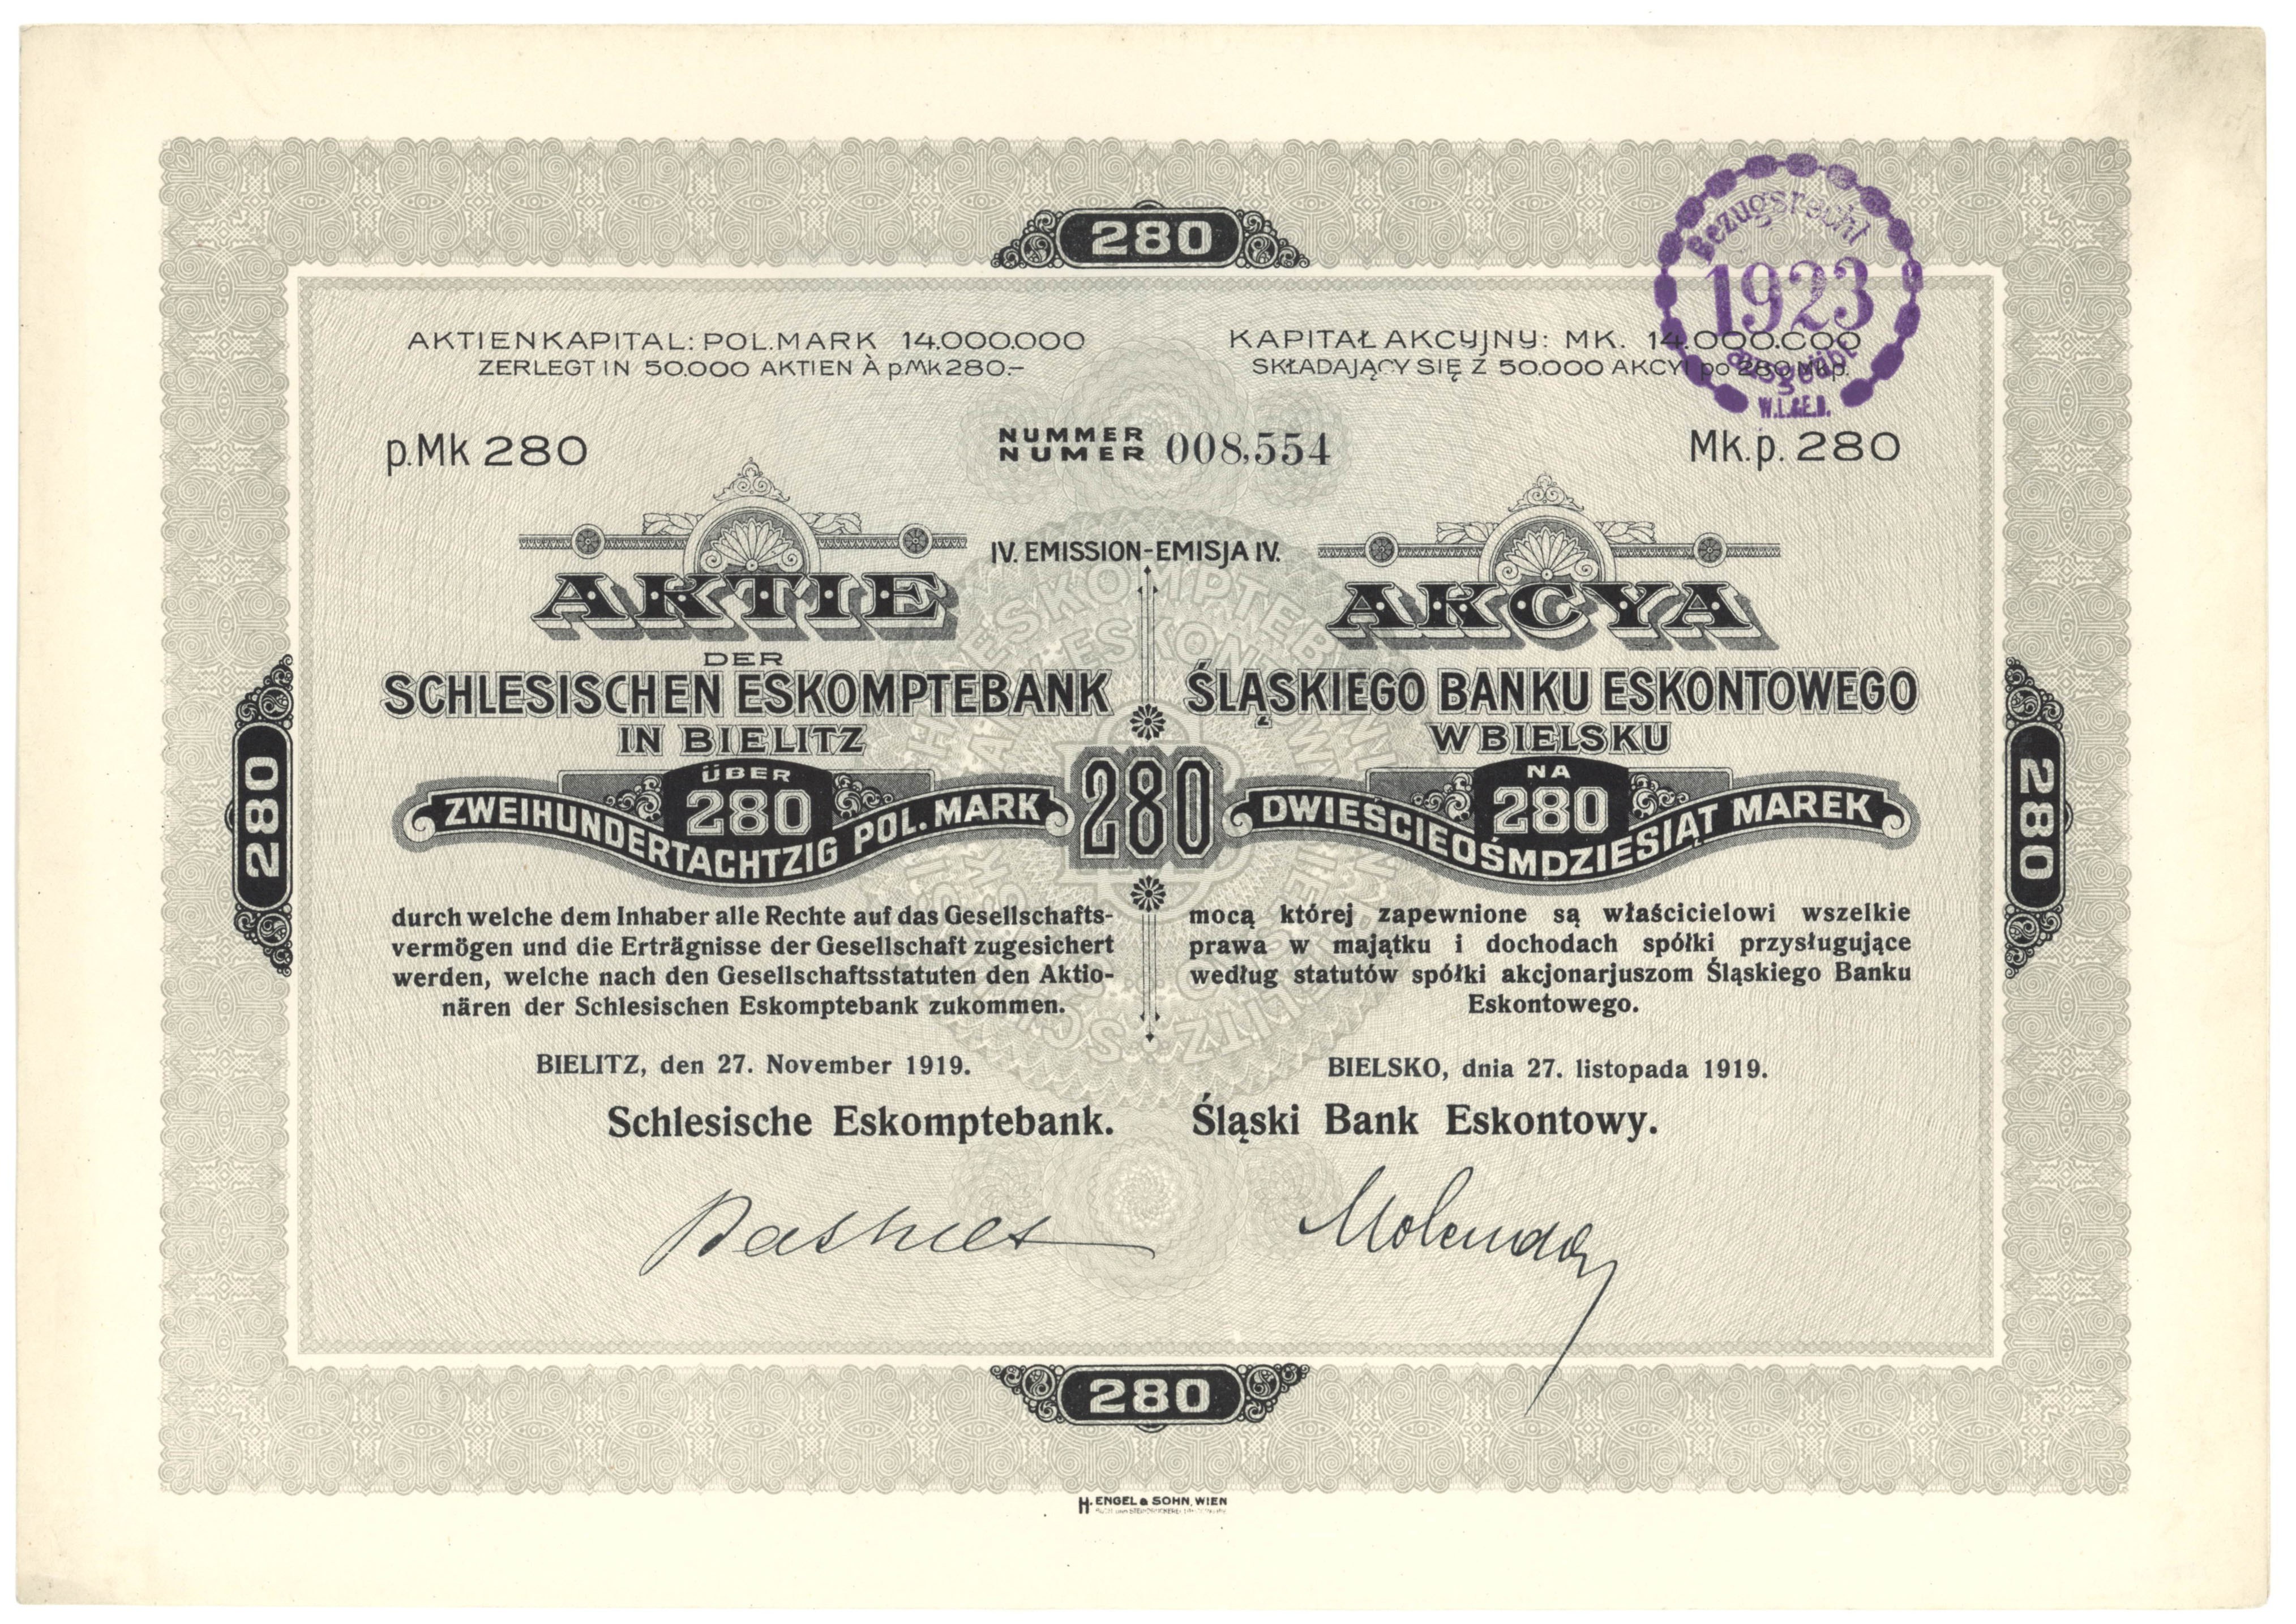 280
Bezugsrecht
1923
ausgeübt
AKTIENKAPITAL: POL. MARK 14.000.000
ZERLEGT IN 50.000 AKTIEN À p.Mk 280.–
KAPITAŁ AKCYJNY: MK. 14.000.000
SKŁADAJĄCY SIĘ Z 50.000 AKCYI po 280 Mkp.
p.Mk 280
NUMMER
NUMER 008,554
Mk.p. 280
IV. EMISSION-EMISJA IV.
AKTIE
DER
SCHLESISCHEN ESKOMPTEBANK
IN BIELITZ
ÜBER
280
ZWEIHUNDERTACHTZIG POL. MARK
280
AKCYA
ŚLĄSKIEGO BANKU ESKONTOWEGO
W BIELSKU
NA
280
DWIEŚCIEOŚMDZIESIĄT MAREK
280
280
durch welche dem Inhaber alle Rechte auf das Gesellschafts-
vermögen und die Erträgnisse der Gesellschaft zugesichert
werden, welche nach den Gesellschaftsstatuten den Aktio-
nären der Schlesischen Eskomptebank zukommen.
BIELITZ, den 27. November 1919.
Schlesische Eskomptebank.
mocą której zapewnione są właścicielowi wszelkie
prawa w majątku i dochodach spółki przysługujące
według statutów spółki akcjonarjuszom Śląskiego Banku
Eskontowego.
BIELSKO, dnia 27. listopada 1919.
Śląski Bank Eskontowy.
Molenda
280
H. ENGEL & SOHN, WIEN